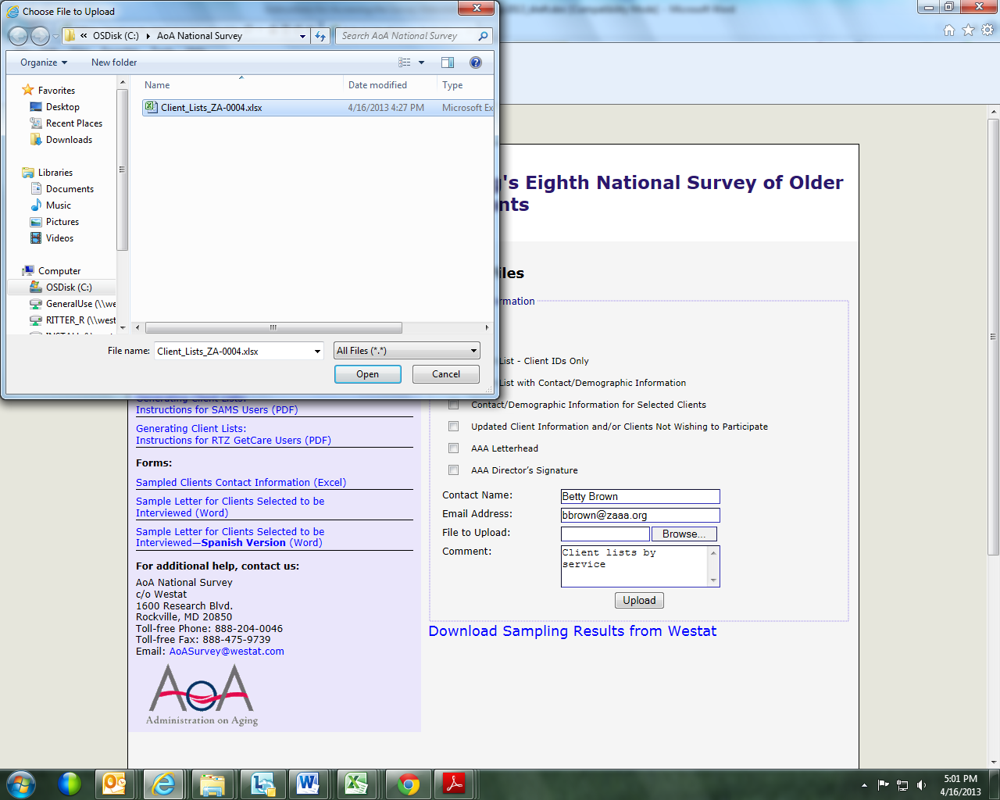 Choose File to Upload
« OSDisk (C:) ▸ AoA National Survey
Search AoA National Survey
Organize
New folder
Favorites
Desktop
Recent Places
Downloads
Libraries
Documents
Music
Pictures
Videos
Computer
OSDisk (C:)
GeneralUse (\\we
RITTER_R (\\west
Name
Date modified
Type
Client_Lists_ZA-0004.xlsx
4/16/2013 4:27 PM
Microsoft Ex
File name:
Client_Lists_ZA-0004.xlsx
All Files (*.*)
Open
Cancel
's Eighth National Survey of Older
nts
iles
rmation
List - Client IDs Only
List with Contact/Demographic Information
Contact/Demographic Information for Selected Clients
Updated Client Information and/or Clients Not Wishing to Participate
AAA Letterhead
AAA Director's Signature
Contact Name:
Betty Brown
Email Address:
bbrown@zaaa.org
File to Upload:
Browse...
Comment:
Client lists by
service
Upload
Download Sampling Results from Westat
Generating Client Lists:
Instructions for SAMS Users (PDF)
Generating Client Lists:
Instructions for RTZ GetCare Users (PDF)
Forms:
Sampled Clients Contact Information (Excel)
Sample Letter for Clients Selected to be
Interviewed (Word)
Sample Letter for Clients Selected to be
Interviewed—Spanish Version (Word)
For additional help, contact us:
AoA National Survey
c/o Westat
1600 Research Blvd.
Rockville, MD 20850
Toll-free Phone: 888-204-0046
Toll-free Fax: 888-475-9739
Email: AoASurvey@westat.com
AoA
Administration on Aging
5:01 PM
4/16/2013